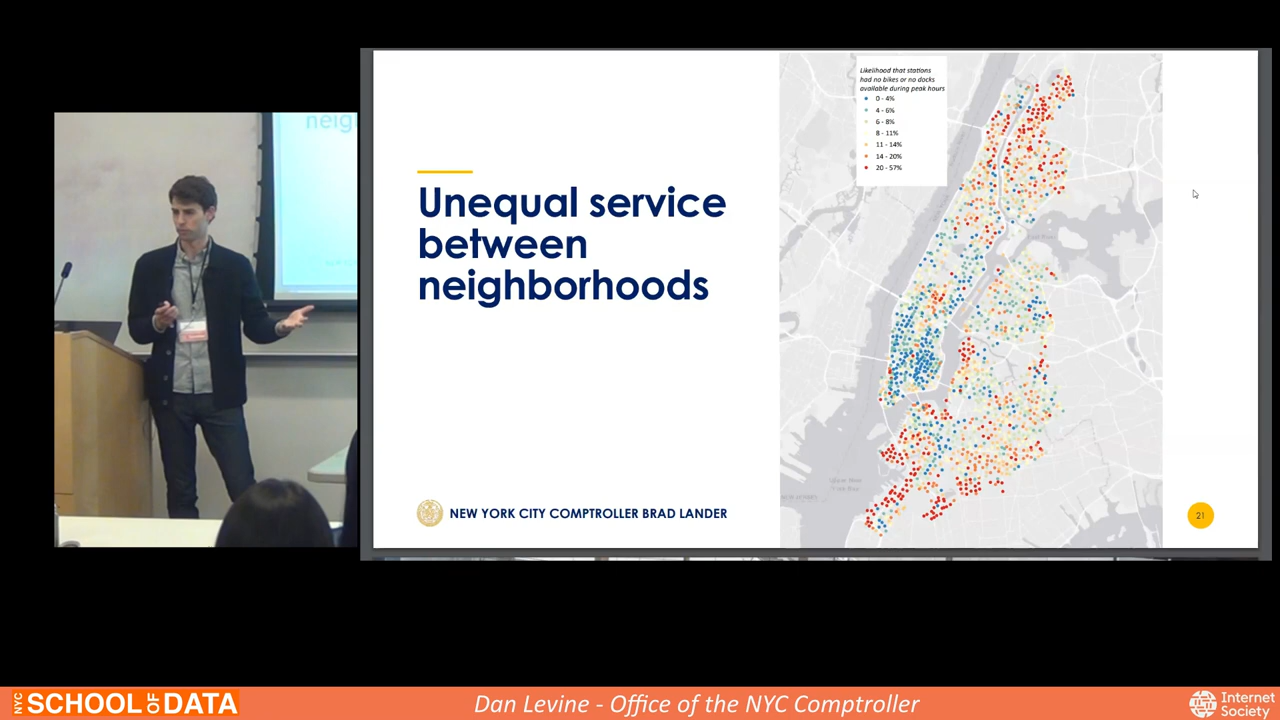 neig
Likelihood that stations
had no bikes or no docks
available during peak hours
0 - 4%
4 - 6%
6 - 8%
8 - 11%
11 - 14%
14 - 20%
20 - 57%
Unequal service
between
neighborhoods
NEW YORK CITY COMPTROLLER BRAD LANDER
21
NYC SCHOOL OF DATA
Dan Levine - Office of the NYC Comptroller
Internet
Society